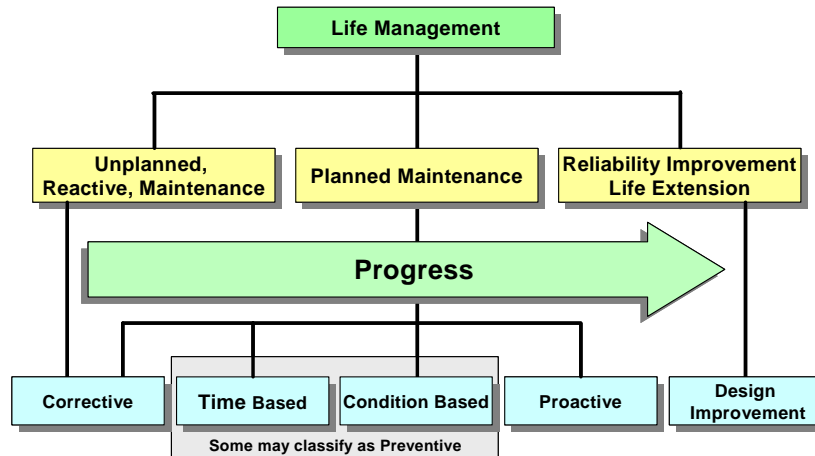 Life Management
Unplanned,
Reactive, Maintenance
Planned Maintenance
Reliability Improvement
Life Extension
Progress
Corrective
Time Based
Condition Based
Proactive
Design
Improvement
Some may classify as Preventive